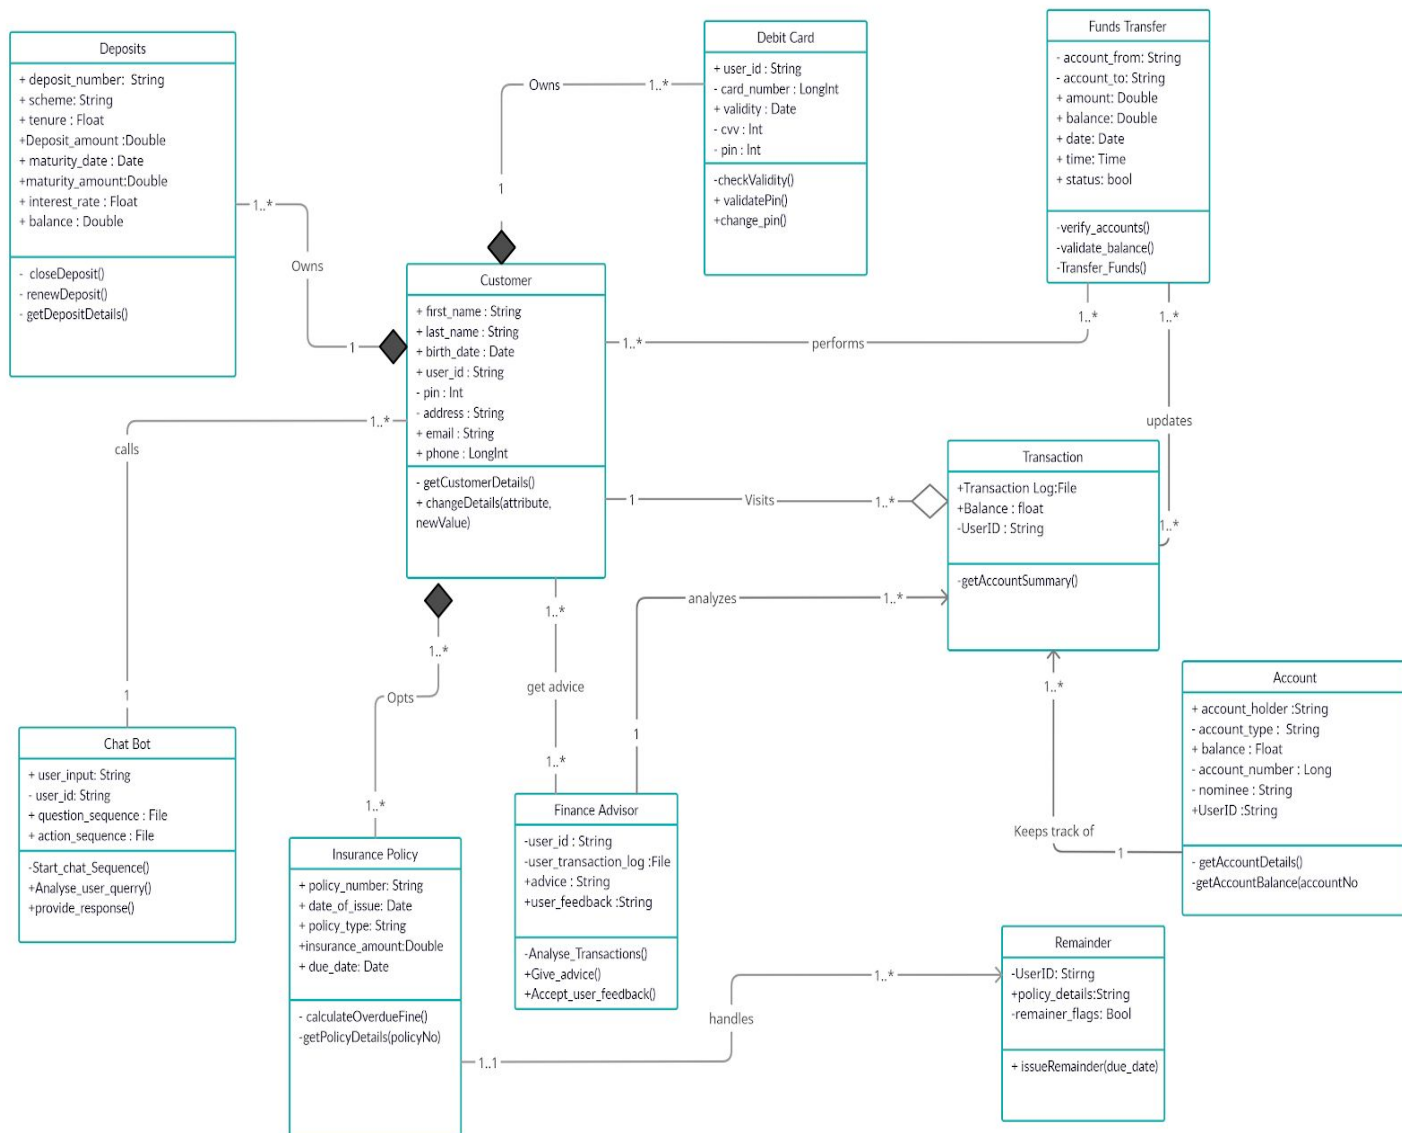 Deposits
+ deposit_number: String
+ scheme: String
+ tenure : Float
+Deposit_amount :Double
+ maturity_date : Date
+maturity_amount:Double
+ interest_rate : Float
+ balance : Double
- closeDeposit()
- renewDeposit()
- getDepositDetails()
1..*
Owns
1
Debit Card
+ user_id : String
- card_number : LongInt
+ validity : Date
- cvv : Int
- pin : Int
-checkValidity()
+ validatePin()
+change_pin()
Owns
1..*
1
Funds Transfer
- account_from: String
- account_to: String
+ amount: Double
+ balance: Double
+ date: Date
+ time: Time
+ status: bool
-verify_accounts()
-validate_balance()
-Transfer_Funds()
1..*
1..*
Customer
+ first_name : String
+ last_name : String
+ birth_date : Date
+ user_id : String
- pin : Int
- address : String
+ email : String
+ phone : LongInt
- getCustomerDetails()
+ changeDetails(attribute,
newValue)
1..*
performs
1..*
calls
1
updates
1..*
Transaction
+Transaction Log:File
+Balance : float
-UserID : String
-getAccountSummary()
1
Visits
1..*
analyzes
1..*
1
1..*
get advice
1..*
1..*
Opts
1..*
1..*
Keeps track of
1
Account
+ account_holder :String
- account_type : String
+ balance : Float
- account_number : Long
- nominee : String
+UserID :String
- getAccountDetails()
-getAccountBalance(accountNo
Chat Bot
+ user_input: String
- user_id: String
+ question_sequence : File
+ action_sequence : File
-Start_chat_Sequence()
+Analyse_user_querry()
+provide_response()
Insurance Policy
+ policy_number: String
+ date_of_issue: Date
+ policy_type: String
+insurance_amount:Double
+ due_date: Date
- calculateOverdueFine()
-getPolicyDetails(policyNo)
Finance Advisor
-user_id : String
-user_transaction_log :File
+advice : String
+user_feedback :String
-Analyse_Transactions()
+Give_advice()
+Accept_user_feedback()
1..1
handles
1..*
Remainder
-UserID: Stirng
+policy_details:String
-remainer_flags: Bool
+ issueRemainder(due_date)